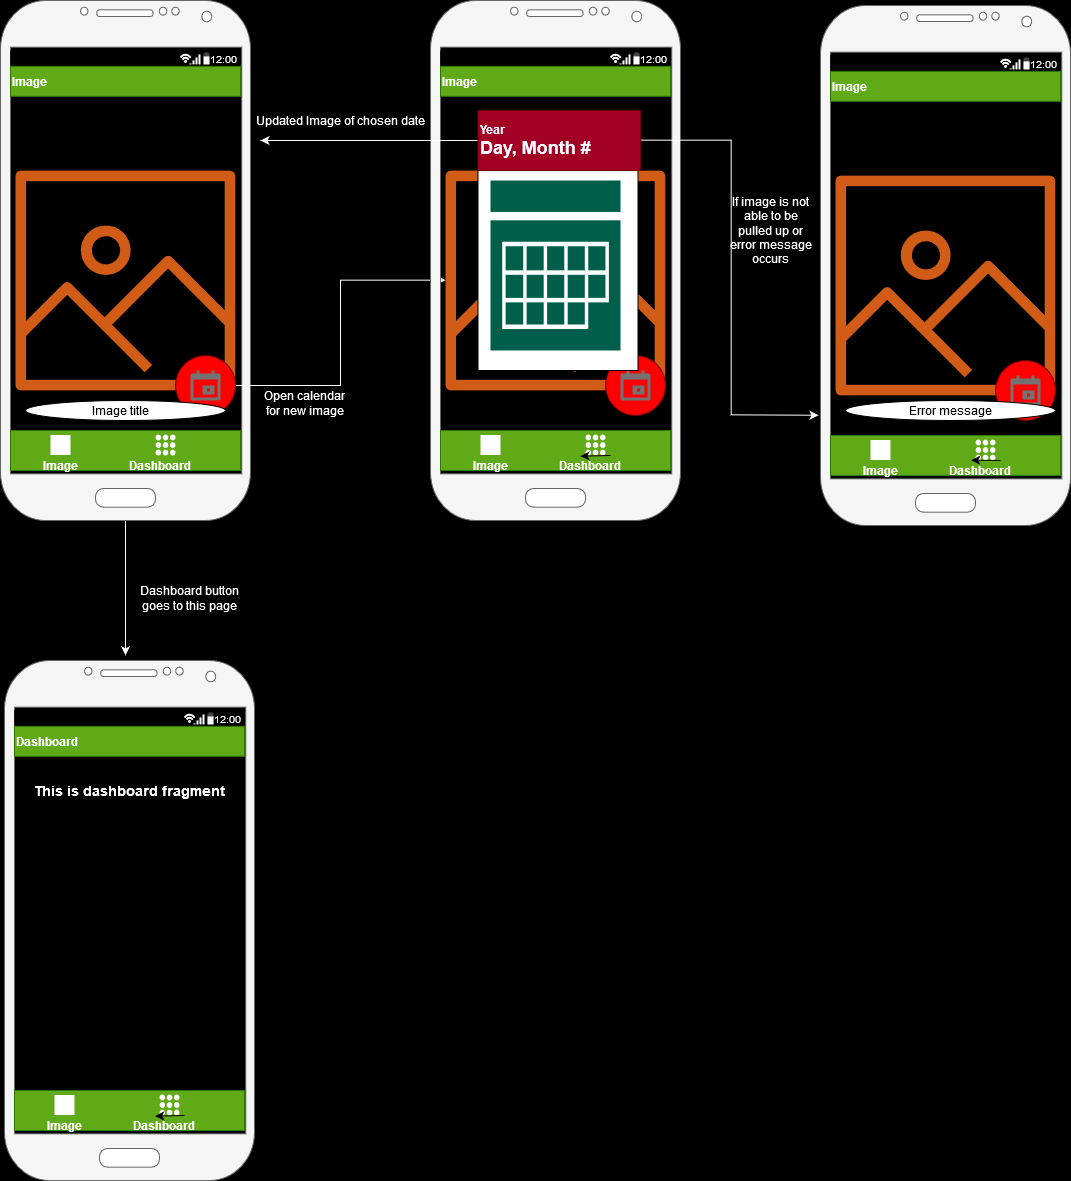 12:00
Image
Image title
Image
Dashboard
Updated Image of chosen date
Open calendar
for new image
12:00
Image
Year
Day, Month #
Image
Dashboard
If image is not
able to be
pulled up or
error message
occurs
12:00
Image
Error message
Image
Dashboard
Dashboard button
goes to this page
12:00
Dashboard
This is dashboard fragment
Image
Dashboard